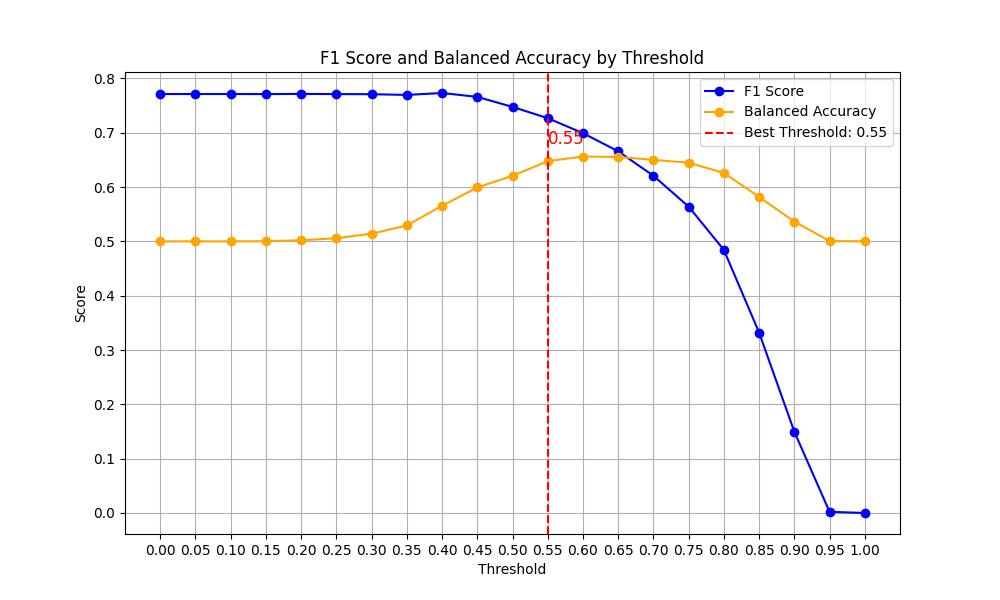 F1 Score and Balanced Accuracy by Threshold
F1 Score
Balanced Accuracy
Best Threshold: 0.55
0.55
Score
0.8
0.7
0.6
0.5
0.4
0.3
0.2
0.1
0.0
0.00 0.05 0.10 0.15 0.20 0.25 0.30 0.35 0.40 0.45 0.50 0.55 0.60 0.65 0.70 0.75 0.80 0.85 0.90 0.95 1.00
Threshold